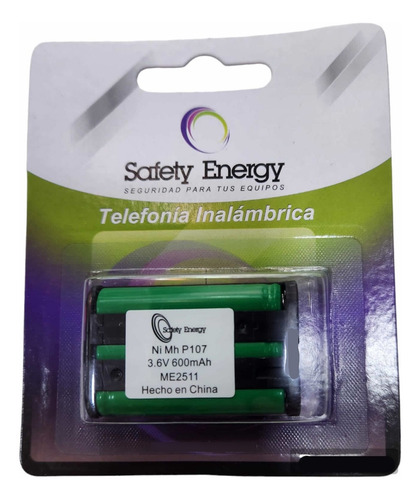 Safety Energy
SEGURIDAD PARA TUS EQUIPOS
Telefonía Inalámbrica
Safety Energy
Ni Mh P107
3.6V 600mAh
ME2511
Hecho en China